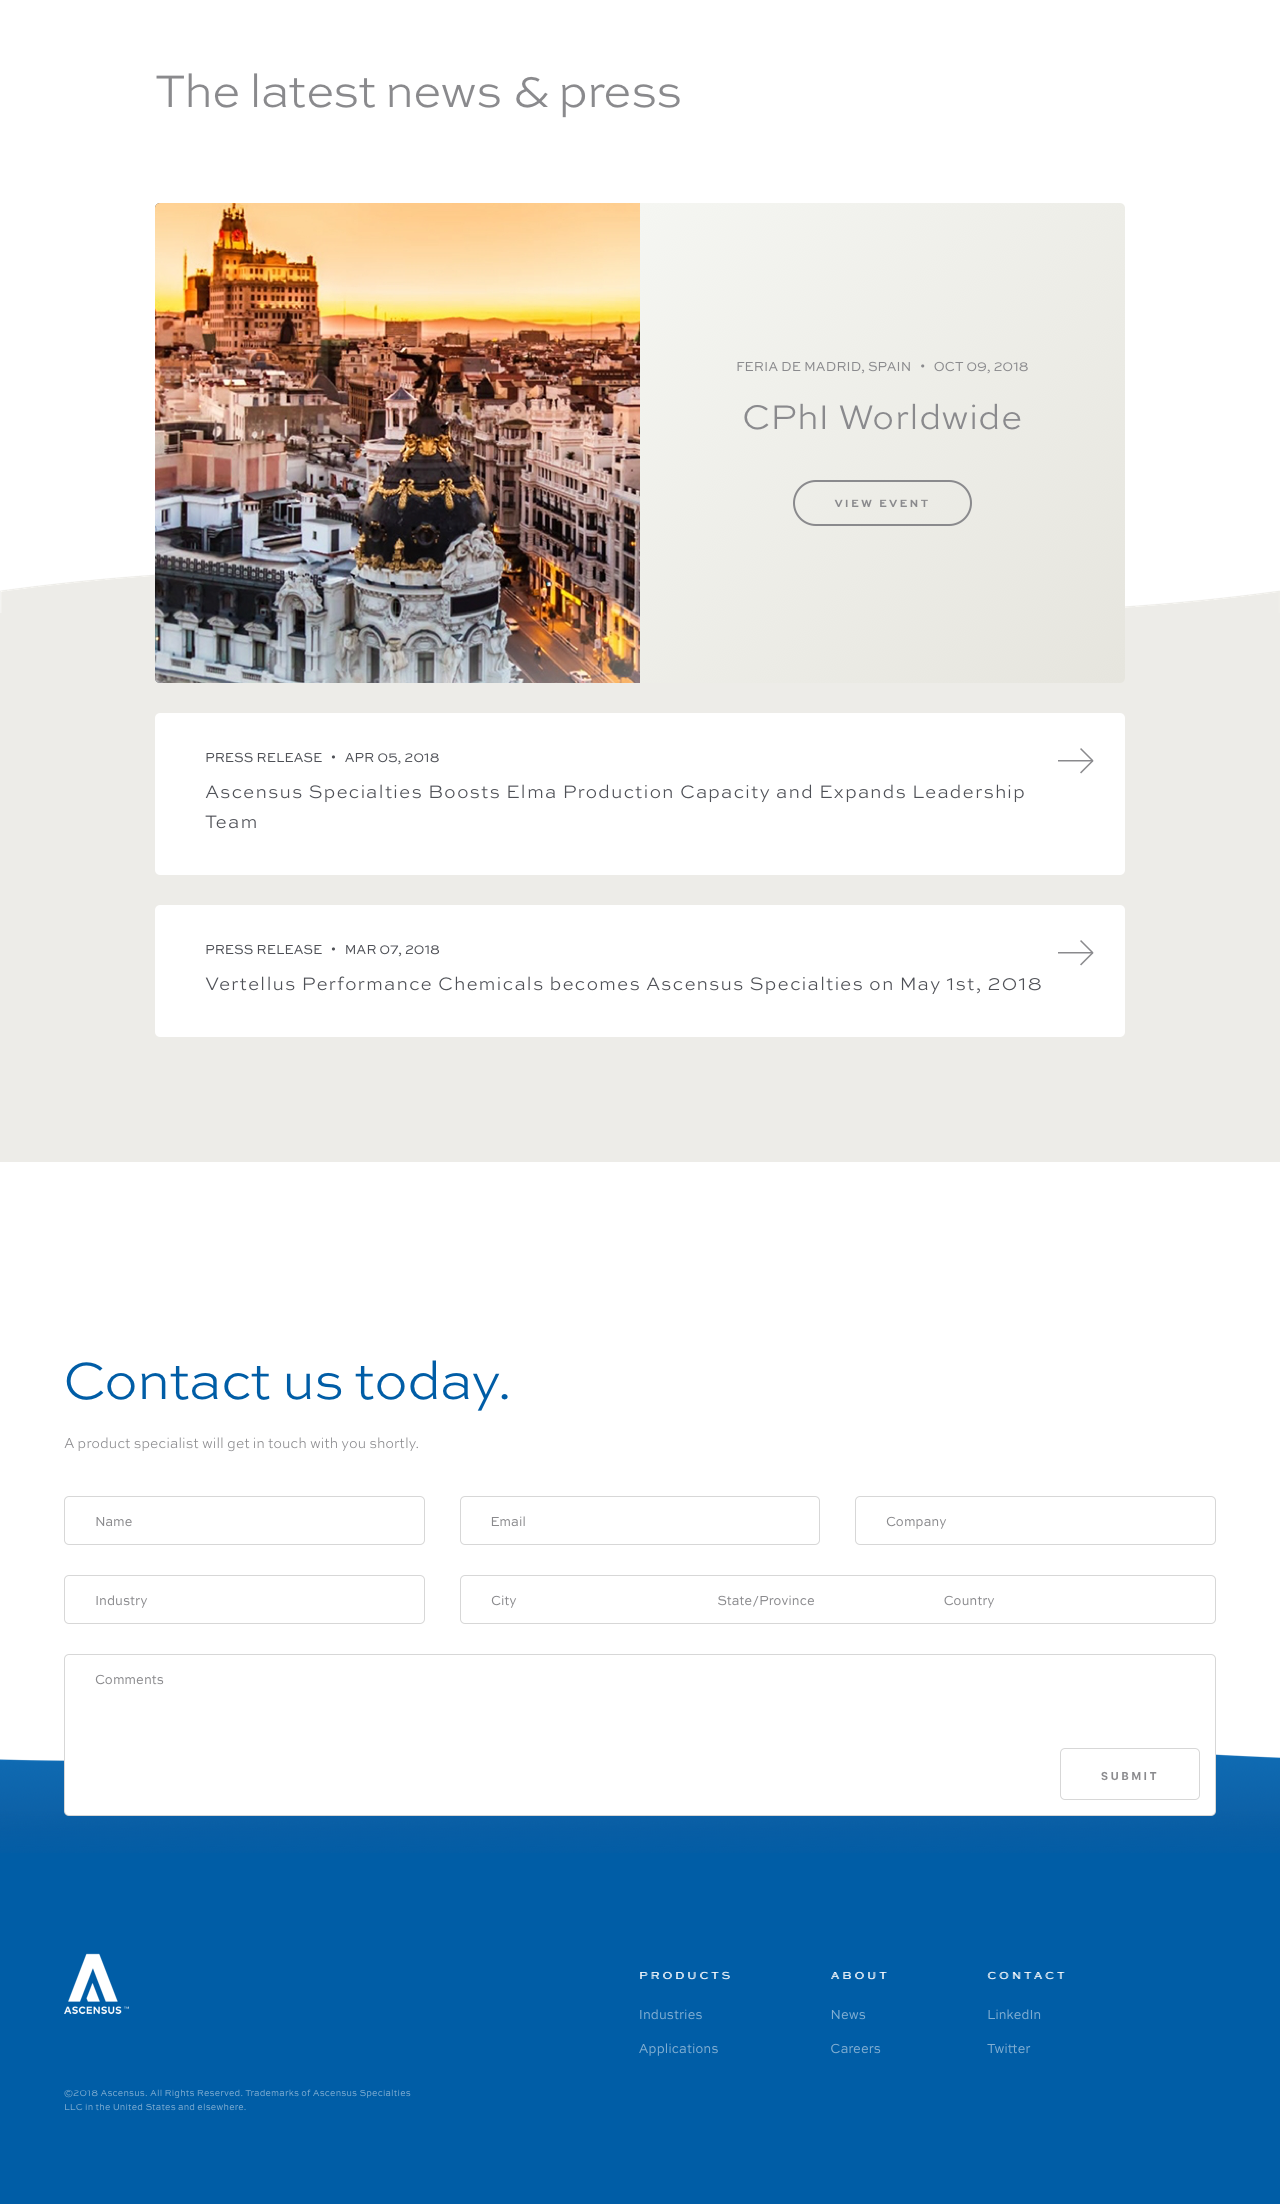 The latest news & press
FERIA DE MADRID, SPAIN • OCT 09, 2018
CPhI Worldwide
VIEW EVENT
PRESS RELEASE • APR 05, 2018
Ascensus Specialties Boosts Elma Production Capacity and Expands Leadership
Team
PRESS RELEASE • MAR 07, 2018
Vertellus Performance Chemicals becomes Ascensus Specialties on May 1st, 2018
Contact us today.
A product specialist will get in touch with you shortly.
Name Email Company
Industry City State/Province Country
Comments
SUBMIT
ASCENSUS™
PRODUCTS ABOUT CONTACT
Industries News LinkedIn
Applications Careers Twitter
©2018 Ascensus. All Rights Reserved. Trademarks of Ascensus Specialties
LLC in the United States and elsewhere.